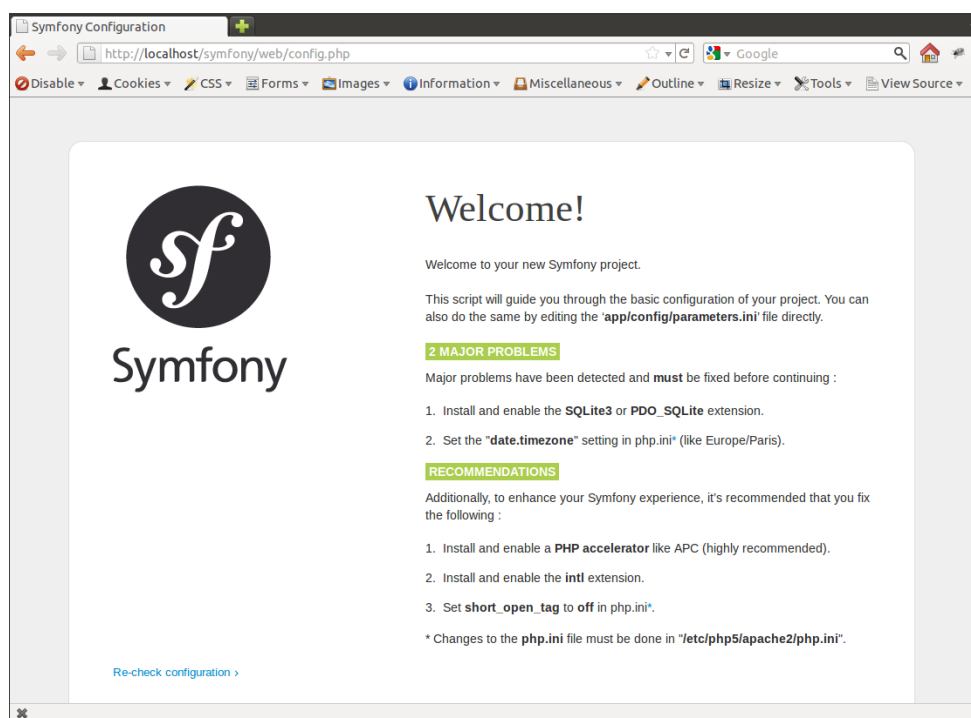 Symfony Configuration
http://localhost/symfony/web/config.php
Google
Disable Cookies CSS Forms Images Information Miscellaneous Outline Resize Tools View Source
sf
Symfony
Welcome!
Welcome to your new Symfony project.
This script will guide you through the basic configuration of your project. You can
also do the same by editing the ‘app/config/parameters.ini’ file directly.
2 MAJOR PROBLEMS
Major problems have been detected and must be fixed before continuing :
1. Install and enable the SQLite3 or PDO_SQLite extension.
2. Set the "date.timezone" setting in php.ini* (like Europe/Paris).
RECOMMENDATIONS
Additionally, to enhance your Symfony experience, it’s recommended that you fix
the following :
1. Install and enable a PHP accelerator like APC (highly recommended).
2. Install and enable the intl extension.
3. Set short_open_tag to off in php.ini*.
* Changes to the php.ini file must be done in "/etc/php5/apache2/php.ini".
Re-check configuration ›